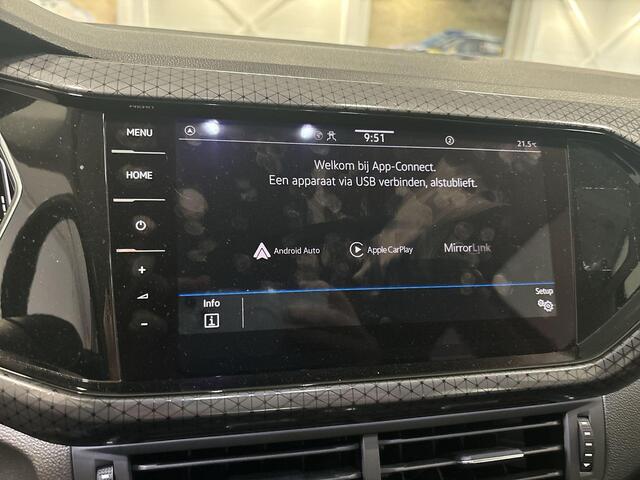 MENU
9:51
2
21.5°C
HOME
Welkom bij App-Connect.
Een apparaat via USB verbinden, alstublieft.
Android Auto
Apple CarPlay
MirrorLink
+
-
Info
i
Setup